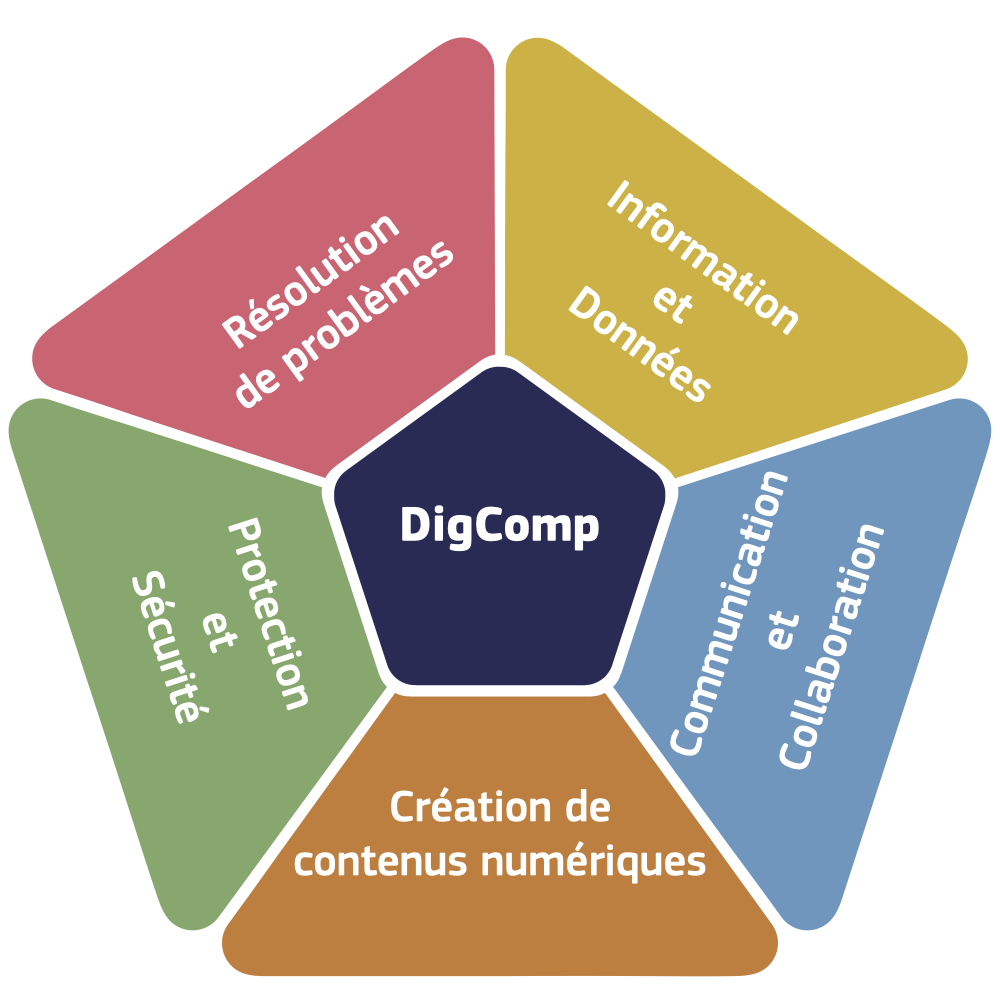 Résolution
de problèmes
Information
et
Données
DigComp
Protection
et
Sécurité
Communication
et
Collaboration
Création de
contenus numériques